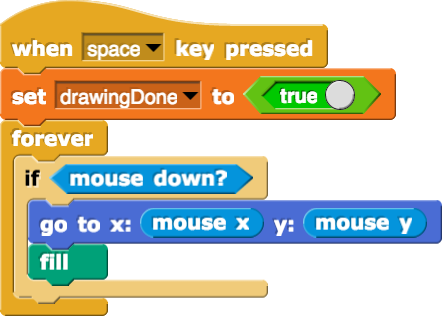 when space key pressed
set drawingDone to true
forever
if mouse down?
go to x: mouse x y: mouse y
fill